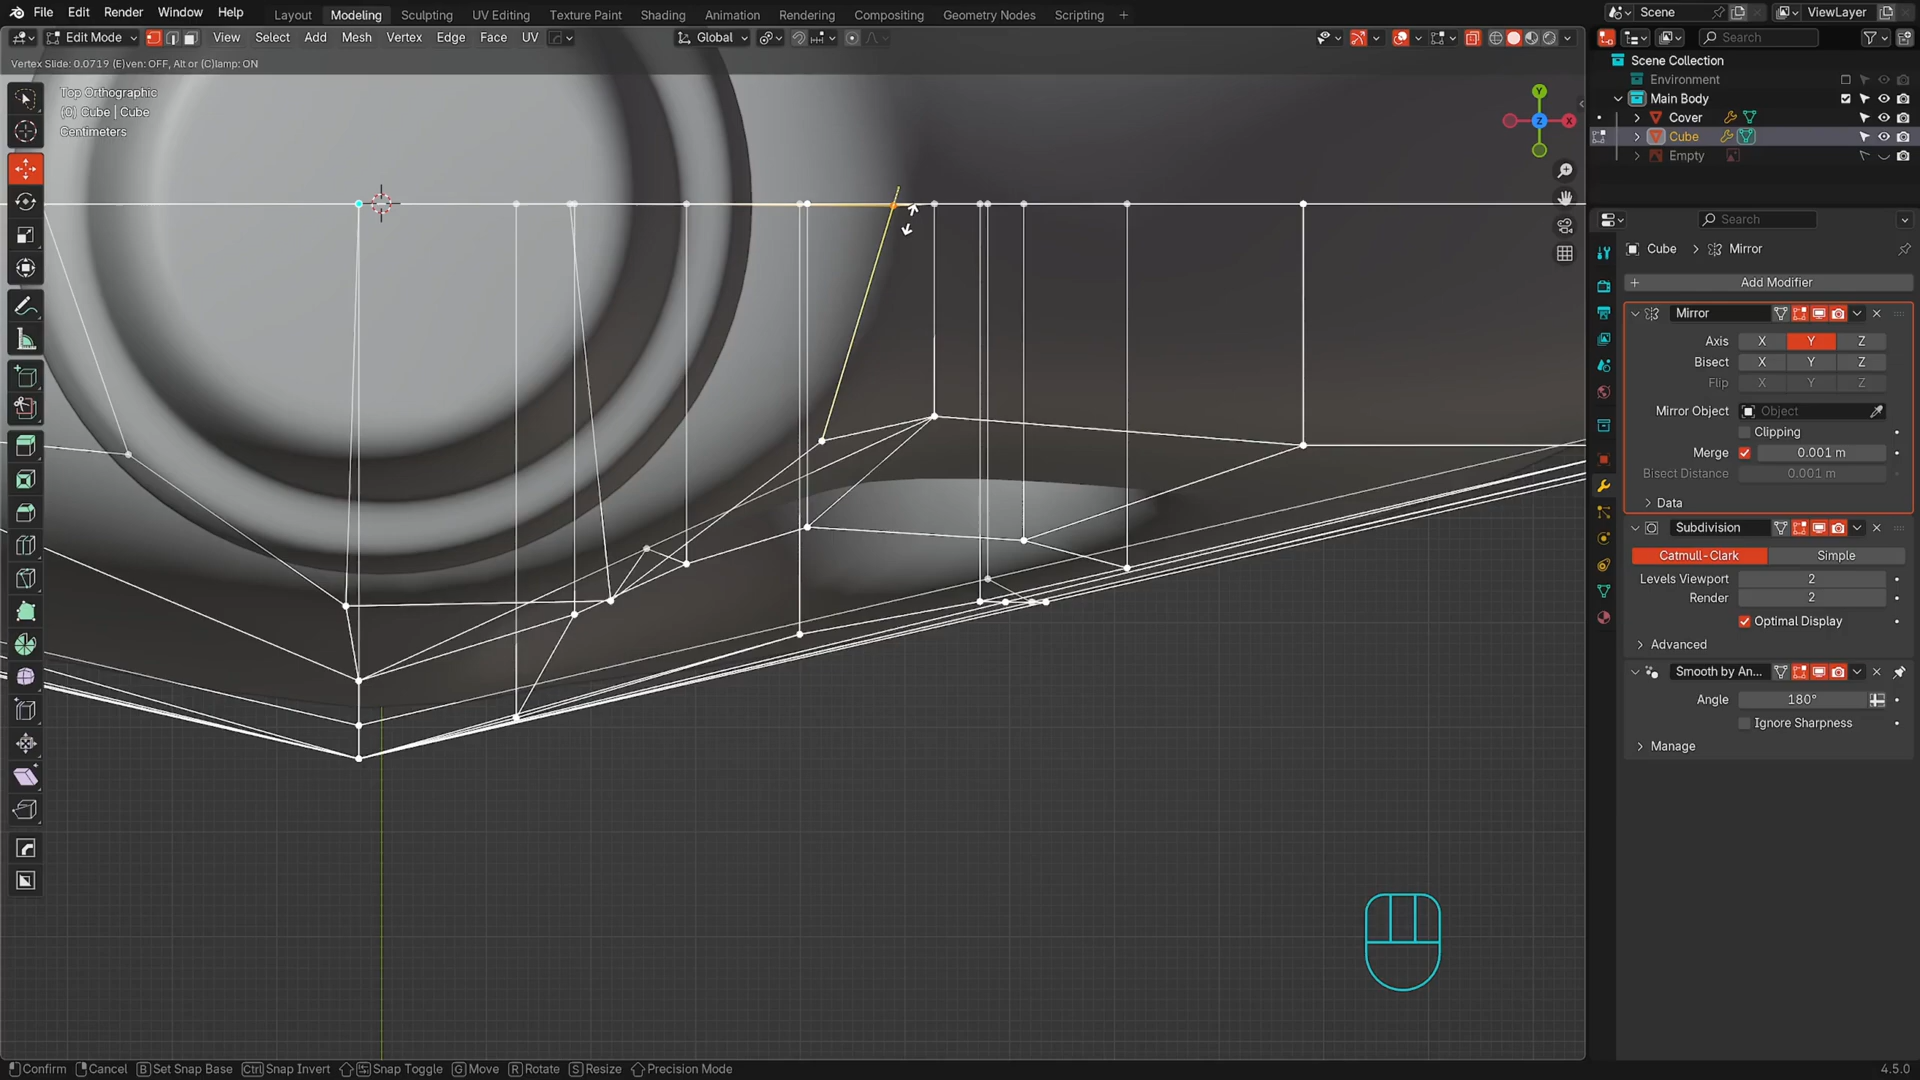 File Edit Render Window Help
Layout Modeling Sculpting UV Editing Texture Paint Shading Animation Rendering Compositing Geometry Nodes Scripting +
Scene
ViewLayer
Edit Mode View Select Add Mesh Vertex Edge Face UV
Global
Search
Vertex Slide: 0.0719 (E)ven: OFF, Alt or (C)lamp: ON
Top Orthographic
(0) Cube | Cube
Centimeters
Y
Z
X
Scene Collection
Environment
Main Body
Cover
Cube
Empty
Search
Cube > Mirror
+ Add Modifier
Mirror
Axis X Y Z
Bisect X Y Z
Flip X Y Z
Mirror Object Object
Clipping
Merge 0.001 m
Bisect Distance 0.001 m
Data
Subdivision
Catmull-Clark Simple
Levels Viewport 2
Render 2
Optimal Display
Advanced
Smooth by An...
Angle 180°
Ignore Sharpness
Manage
Confirm Cancel B Set Snap Base Ctrl Snap Invert Snap Toggle G Move R Rotate S Resize Precision Mode
4.5.0